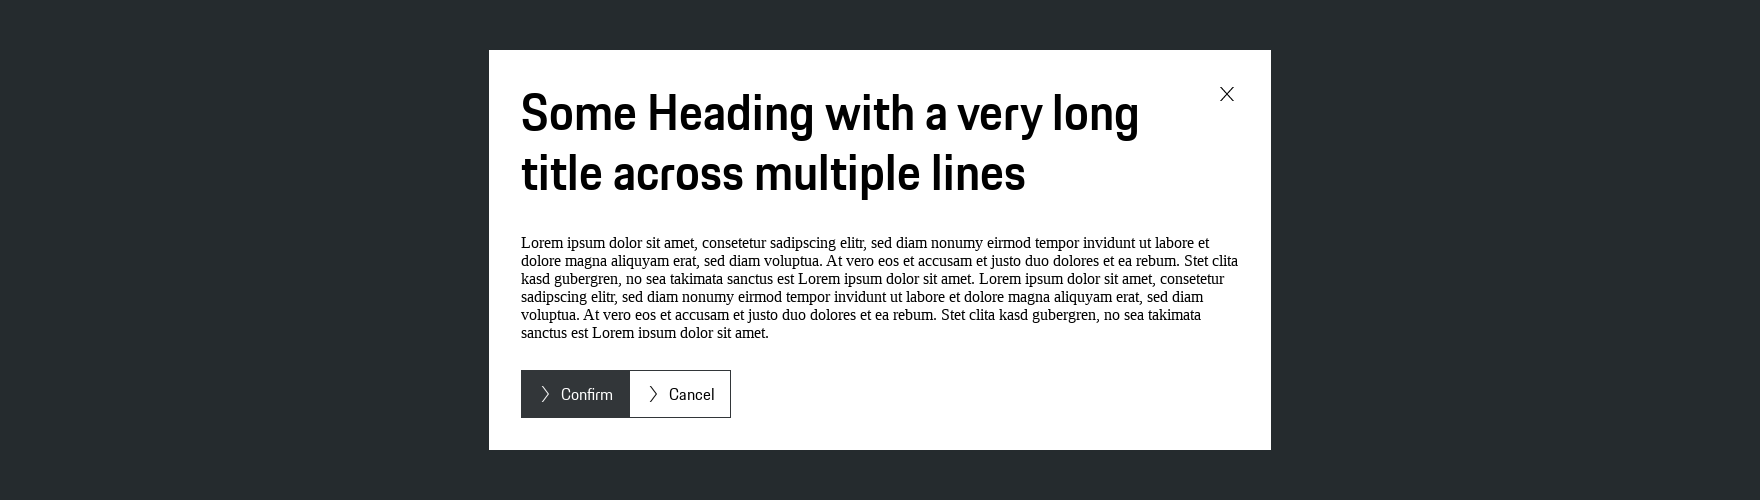 Some Heading with a very long
title across multiple lines
Lorem ipsum dolor sit amet, consetetur sadipscing elitr, sed diam nonumy eirmod tempor invidunt ut labore et
dolore magna aliquyam erat, sed diam voluptua. At vero eos et accusam et justo duo dolores et ea rebum. Stet clita
kasd gubergren, no sea takimata sanctus est Lorem ipsum dolor sit amet. Lorem ipsum dolor sit amet, consetetur
sadipscing elitr, sed diam nonumy eirmod tempor invidunt ut labore et dolore magna aliquyam erat, sed diam
voluptua. At vero eos et accusam et justo duo dolores et ea rebum. Stet clita kasd gubergren, no sea takimata
sanctus est Lorem ipsum dolor sit amet.
Confirm Cancel